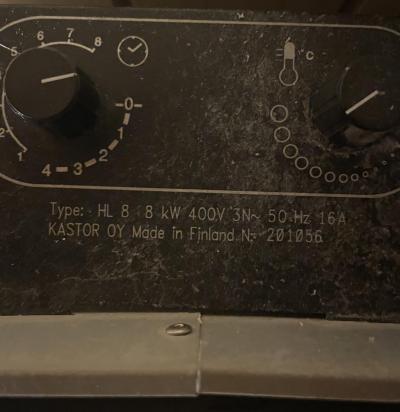 5 6 7 8
°C
0
2 1
1
4 3 2
Type: HL 8 8 kW 400V 3N~ 50 Hz 16A
KASTOR OY Made in Finland N:- 201056